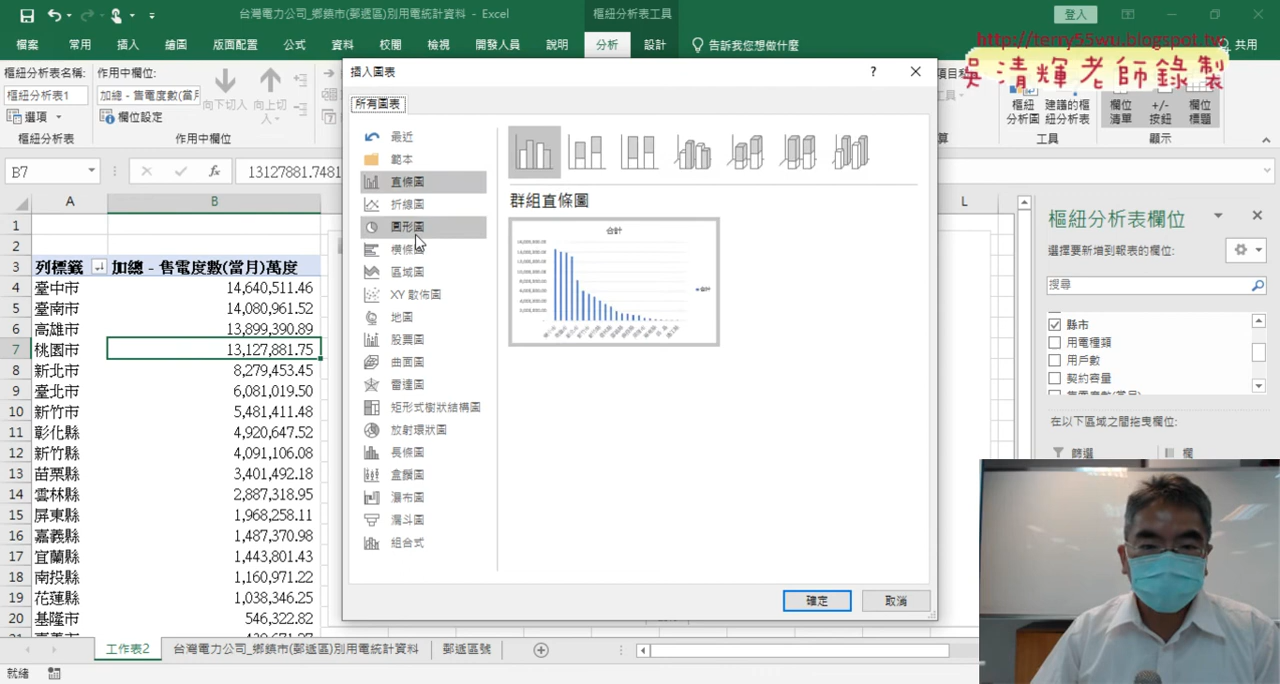 台灣電力公司_鄉鎮市(郵遞區)別用電統計資料 - Excel
樞紐分析表工具
登入
檔案 常用 插入 繪圖 版面配置 公式 資料 校閱 檢視 開發人員 說明 分析 設計 告訴我您想做什麼 共用
http://terry55wu.blogspot.tw
吳清輝老師錄製
樞紐分析表名稱:
樞紐分析表1
選項
樞紐分析表
作用中欄位:
加總 - 售電度數(當月
欄位設定
向下切入
向上切入
作用中欄位
樞紐分析圖
建議的樞紐分析表
工具
欄位清單
+/- 按鈕
欄位標題
顯示
B7
fx
13127881.7481
A B L
1
2
3 列標籤 加總 - 售電度數(當月)萬度
4 臺中市 14,640,511.46
5 臺南市 14,080,961.52
6 高雄市 13,899,390.89
7 桃園市 13,127,881.75
8 新北市 8,279,453.45
9 臺北市 6,081,019.50
10 新竹市 5,481,411.48
11 彰化縣 4,920,647.52
12 新竹縣 4,091,106.08
13 苗栗縣 3,401,492.18
14 雲林縣 2,887,318.95
15 屏東縣 1,968,258.11
16 嘉義縣 1,487,370.98
17 宜蘭縣 1,443,801.43
18 南投縣 1,160,971.22
19 花蓮縣 1,038,346.25
20 基隆市 546,322.82
插入圖表
?
所有圖表
最近
範本
直條圖
折線圖
圓形圖
橫條圖
區域圖
XY 散佈圖
地圖
股票圖
曲面圖
雷達圖
矩形式樹狀結構圖
放射環狀圖
長條圖
盒鬚圖
瀑布圖
漏斗圖
組合式
群組直條圖
合計
確定
取消
樞紐分析表欄位
選擇要新增到報表的欄位:
搜尋
縣市
用電種類
用戶數
契約容量
在以下區域之間拖曳欄位:
篩選
欄
工作表2
台灣電力公司_鄉鎮市(郵遞區)別用電統計資料
郵遞區號
就緒